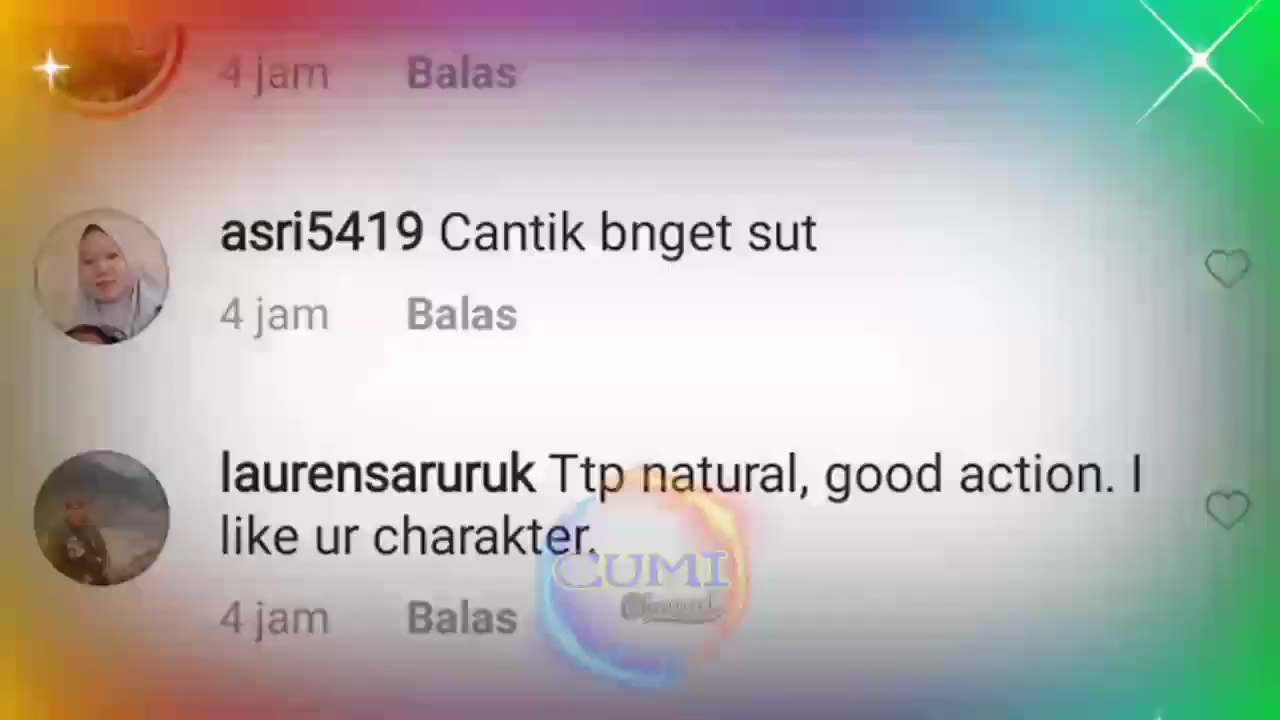 4 jam Balas
asri5419 Cantik bnget sut
4 jam Balas
laurensaruruk Ttp natural, good action. I
like ur charakter.
CUMI
Channel
4 jam Balas